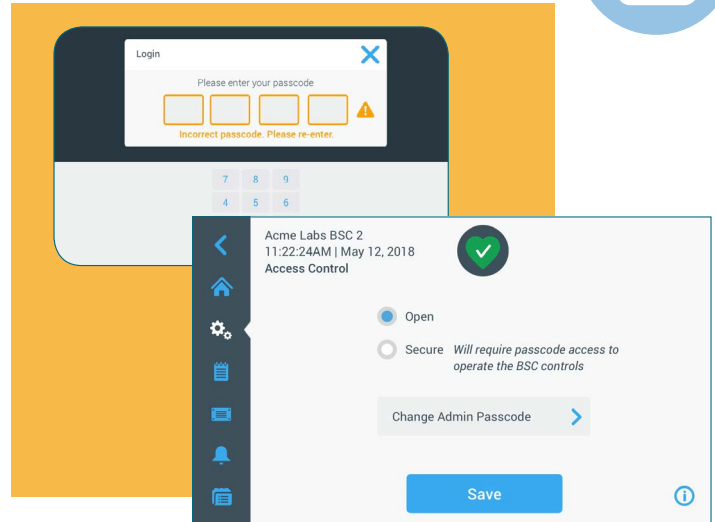 Login
Please enter your passcode
Incorrect passcode. Please re-enter.
7 8 9
4 5 6
Acme Labs BSC 2
11:22:24AM | May 12, 2018
Access Control
Open
Secure Will require passcode access to
operate the BSC controls
Change Admin Passcode
Save